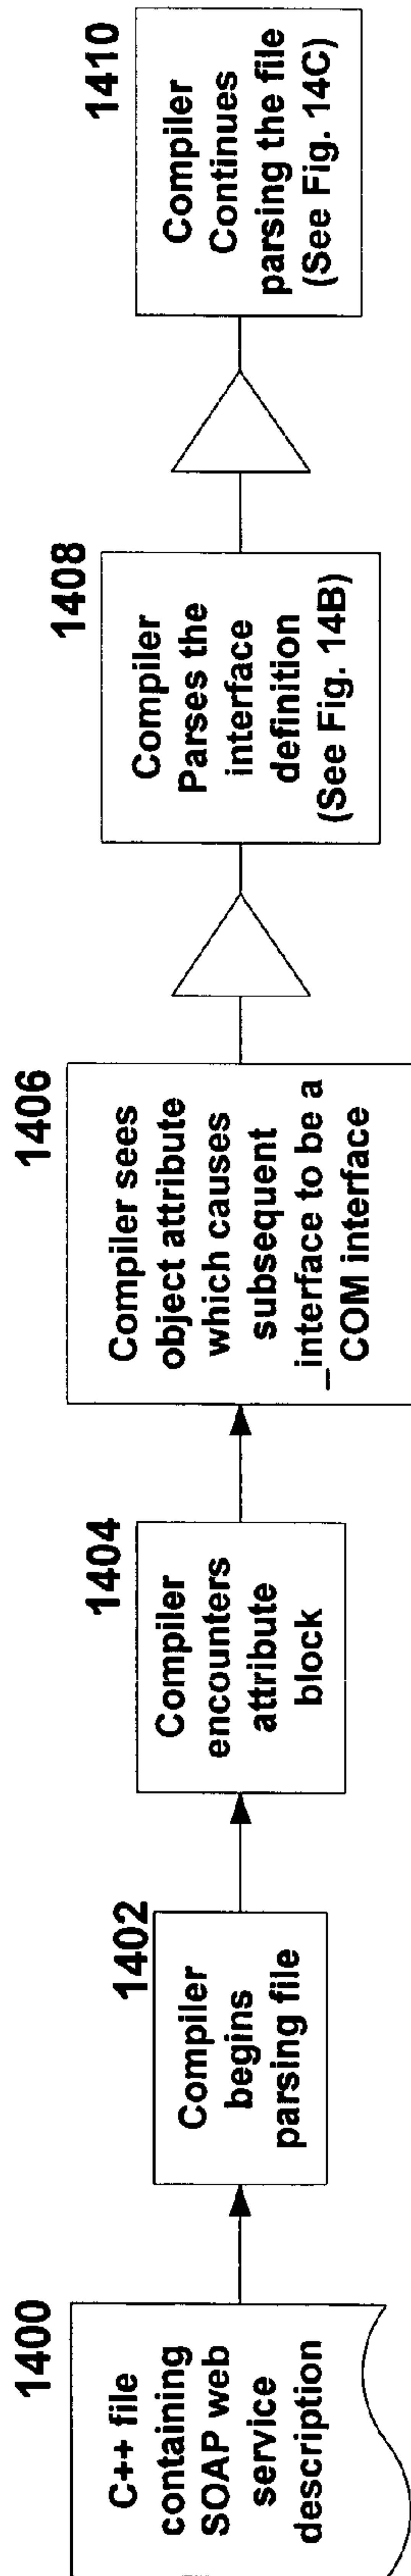 1400
C++ file
containing
SOAP web
service
description
1402
Compiler
begins
parsing file
1404
Compiler
encounters
attribute
block
1406
Compiler sees
object attribute
which causes
subsequent
_interface to be a
COM interface
1408
Compiler
Parses the
interface
definition
(See Fig. 14B)
1410
Compiler
Continues
parsing the file
(See Fig. 14C)